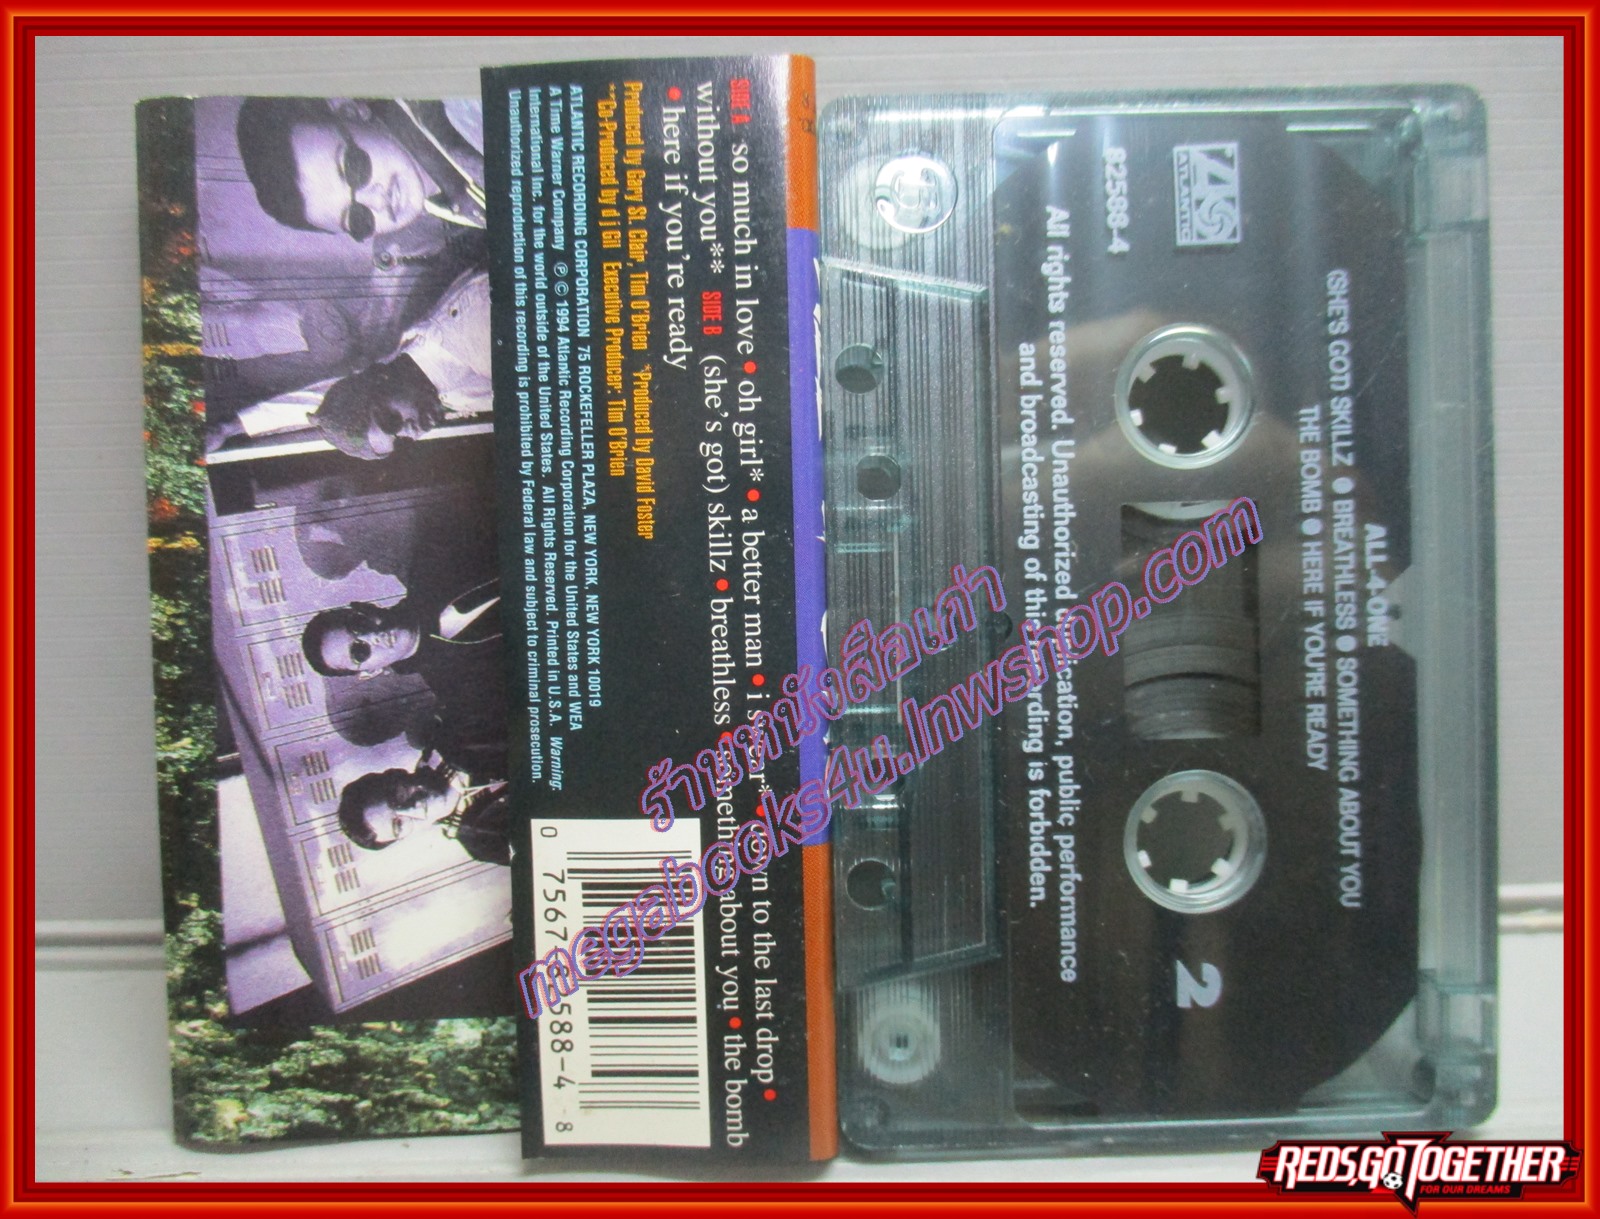 SIDE A so much in love • oh girl* • a better man • i swear* • down to the last drop •
without you** SIDE B (she's got) skillz • breathless • something about you • the bomb
• here if you're ready
Produced by Gary St. Clair, Tim O'Brien *Produced by David Foster
**Co-Produced by d j Gil Executive Producer: Tim O'Brien
ATLANTIC RECORDING CORPORATION 75 ROCKEFELLER PLAZA, NEW YORK, NEW YORK 10019
A Time Warner Company ℗ © 1994 Atlantic Recording Corporation for the United States and WEA
International Inc. for the world outside of the United States. All Rights Reserved. Printed in U.S.A. Warning:
Unauthorized reproduction of this recording is prohibited by Federal law and subject to criminal prosecution.
0 75678 2588-4 8
ALL-4-ONE
(SHE'S GOT) SKILLZ ● BREATHLESS ● SOMETHING ABOUT YOU
THE BOMB ● HERE IF YOU'RE READY
ATLANTIC
82588-4
2
All rights reserved. Unauthorized duplication, public performance
and broadcasting of this recording is forbidden.
ร้านหนังสือเก่า
megabooks4u.lnwshop.com
REDS, GO TOGETHER
FOR OUR DREAMS